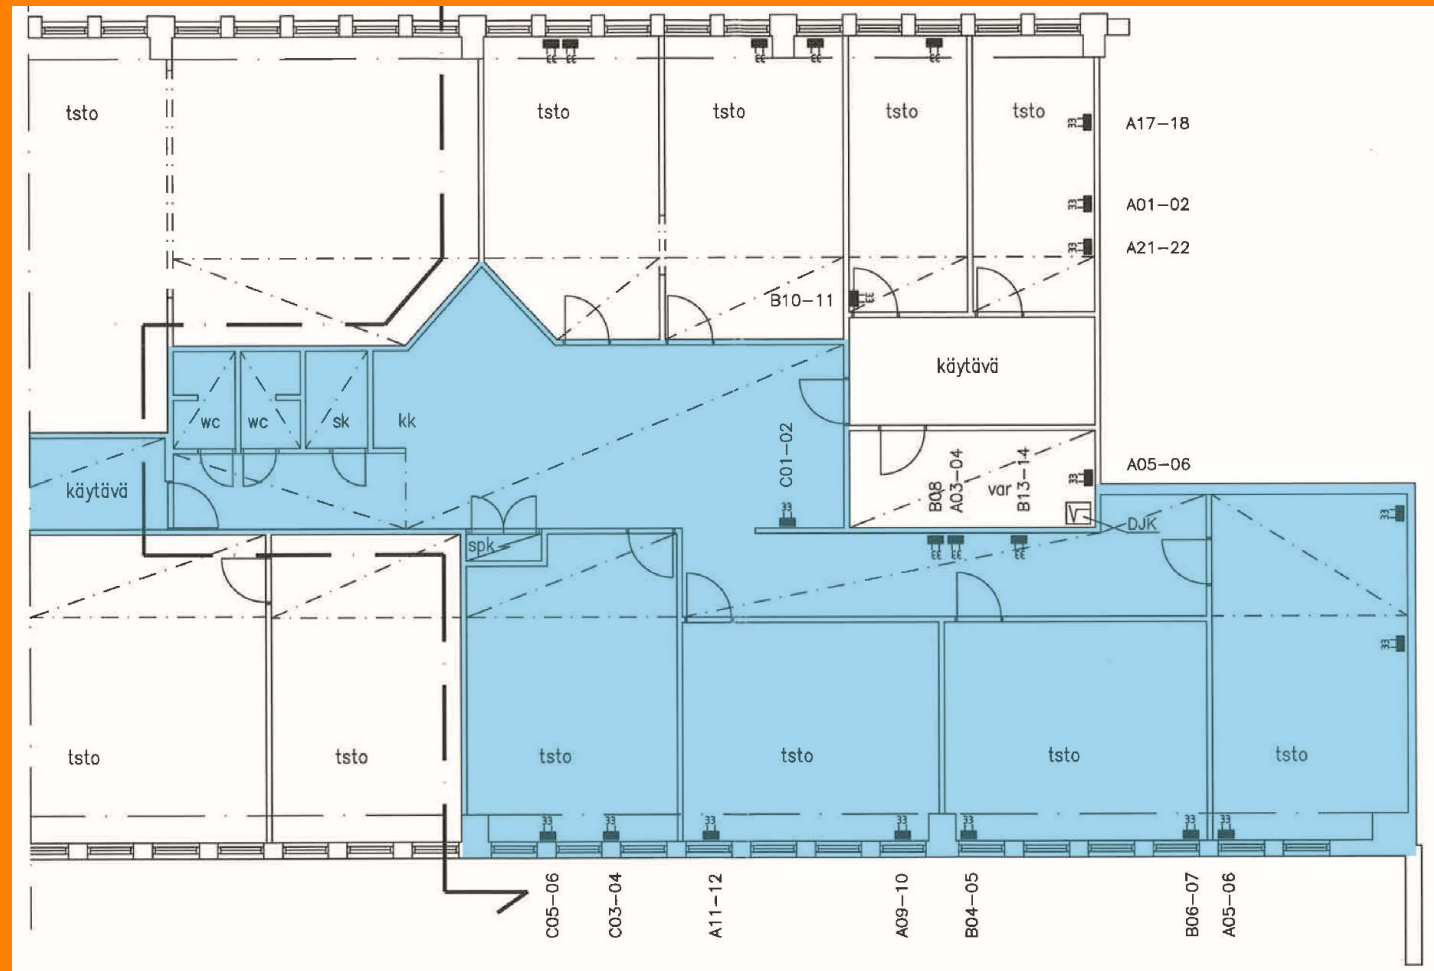 tsto
tsto
tsto
tsto
tsto
A17-18
A01-02
A21-22
B10-11
käytävä
wc
wc
sk
kk
C01-02
B08
A03-04
var
B13-14
A05-06
käytävä
DJK
spk
tsto
tsto
tsto
tsto
tsto
tsto
C05-06
C03-04
A11-12
A09-10
B04-05
B06-07
A05-06